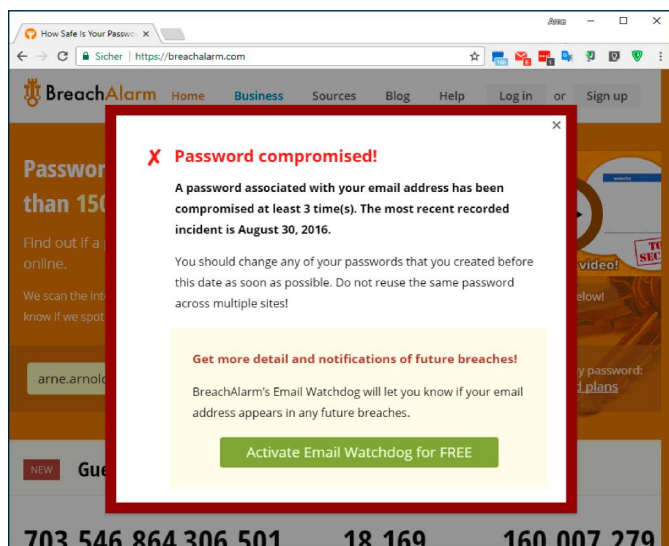 How Safe Is Your Passwo
Arne
Sicher | https://breachalarm.com
BreachAlarm Home Business Sources Blog Help Log in or Sign up
Password compromised!
A password associated with your email address has been
compromised at least 3 time(s). The most recent recorded
incident is August 30, 2016.
You should change any of your passwords that you created before
this date as soon as possible. Do not reuse the same password
across multiple sites!
Get more detail and notifications of future breaches!
BreachAlarm's Email Watchdog will let you know if your email
address appears in any future breaches.
Activate Email Watchdog for FREE
Passwor
than 150
Find out if a p
online.
We scan the Int
know if we spot
arne.arnold
video!
elow!
y password:
d plans
NEW Gue
703,546,864,306,501 18,169 160,007,279